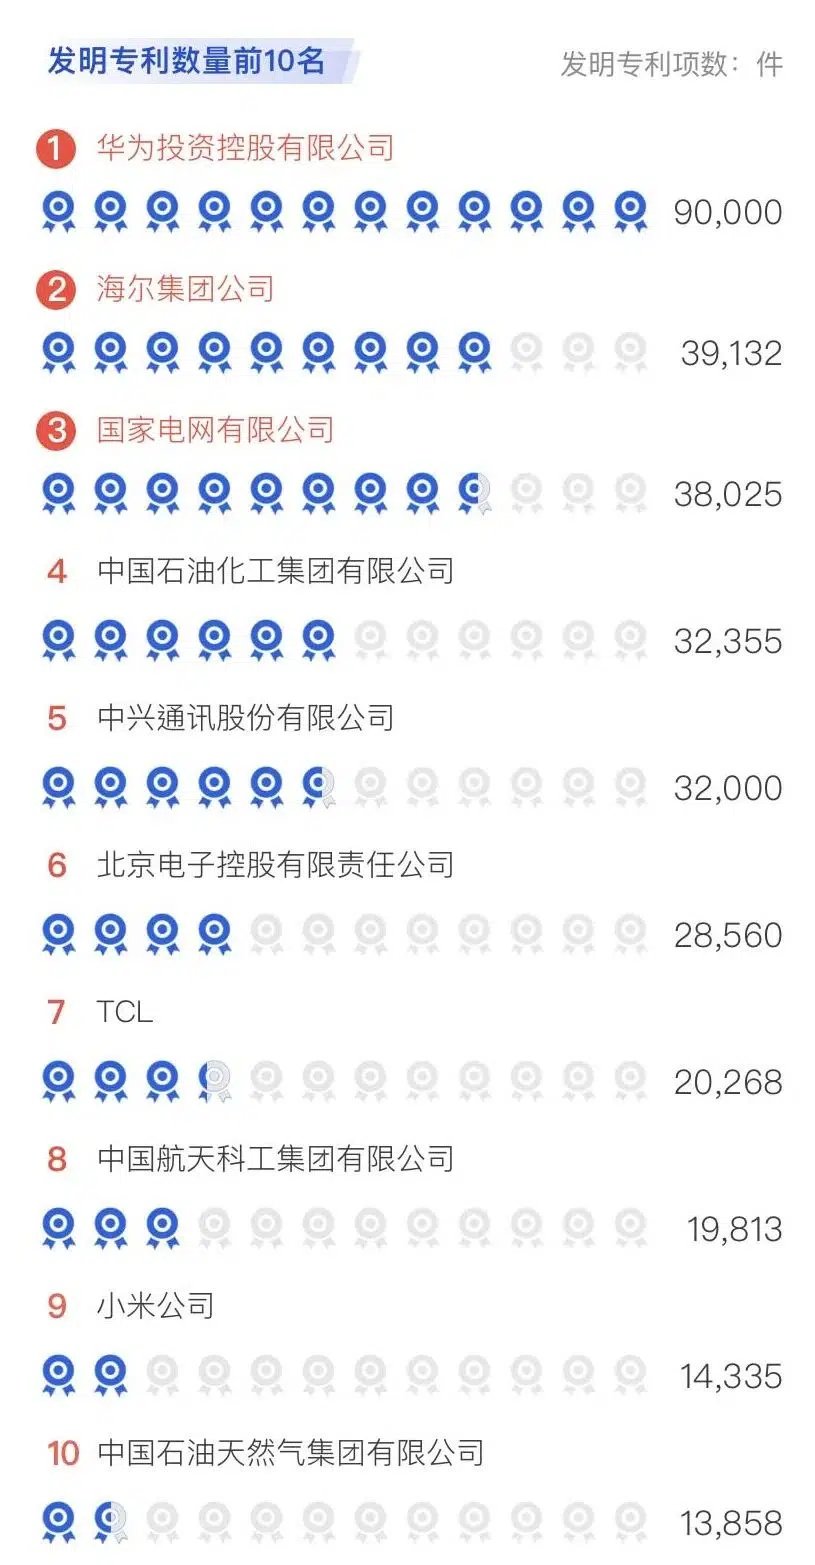 发明专利数量前10名
发明专利项数：件
1 华为投资控股有限公司
90,000
2 海尔集团公司
39,132
3 国家电网有限公司
38,025
4 中国石油化工集团有限公司
32,355
5 中兴通讯股份有限公司
32,000
6 北京电子控股有限责任公司
28,560
7 TCL
20,268
8 中国航天科工集团有限公司
19,813
9 小米公司
14,335
10 中国石油天然气集团有限公司
13,858